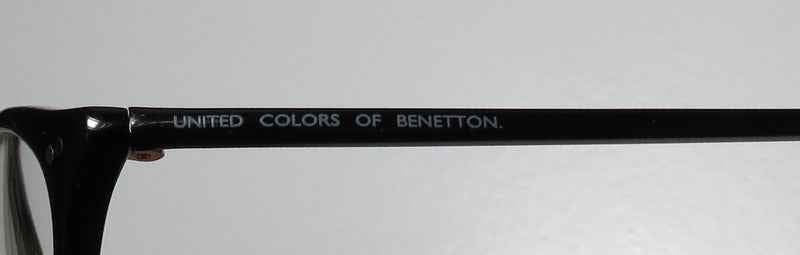 UNITED COLORS OF BENETTON.